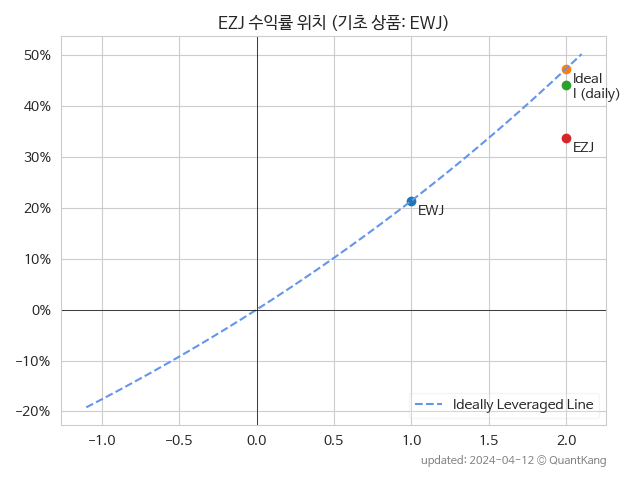 EZJ 수익률 위치 (기초 상품: EWJ)
50%
40%
30%
20%
10%
0%
−10%
−20%
Ideal
I (daily)
EZJ
EWJ
Ideally Leveraged Line
−1.0 −0.5 0.0 0.5 1.0 1.5 2.0
updated: 2024-04-12 © QuantKang